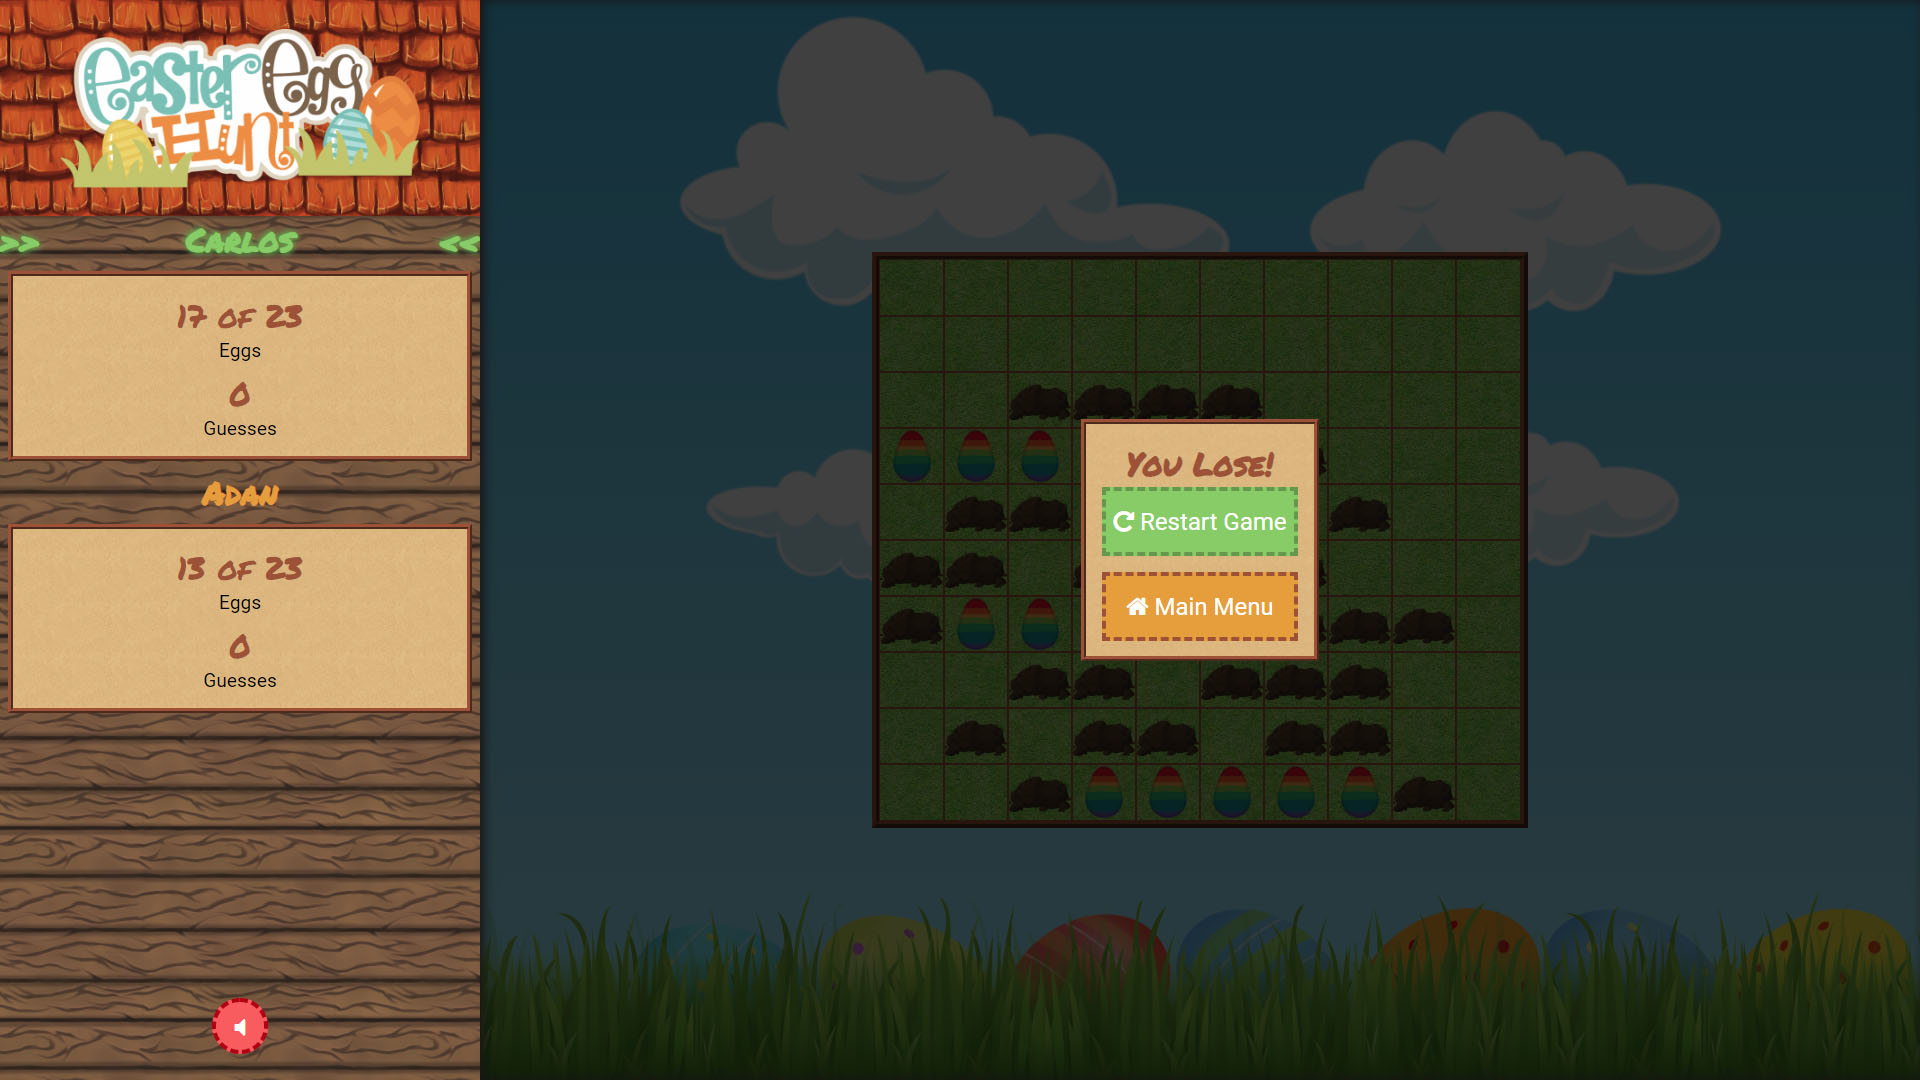 Easter Egg
Hunt
>> Carlos <<
17 of 23
Eggs
0
Guesses
Adan
13 of 23
Eggs
0
Guesses
You Lose!
Restart Game
Main Menu